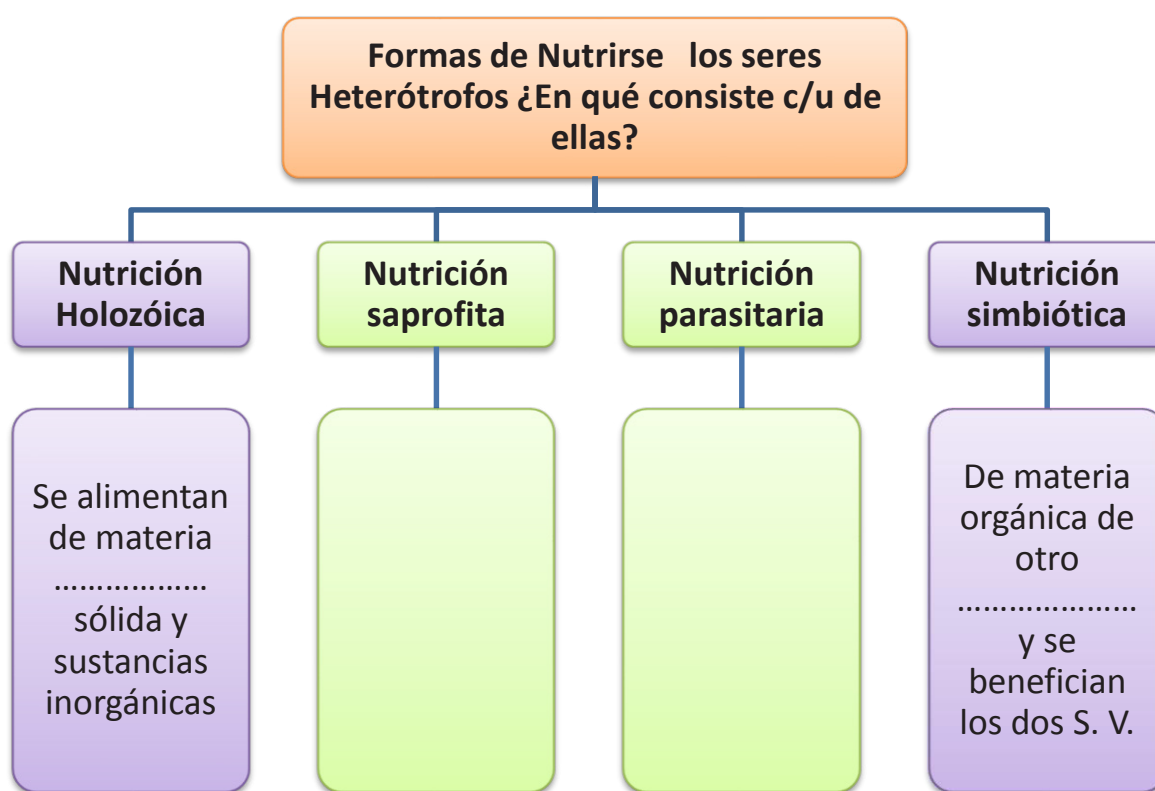 Formas de Nutrirse los seres
Heterótrofos ¿En qué consiste c/u de
ellas?
Nutrición
Holozóica
Nutrición
saprofita
Nutrición
parasitaria
Nutrición
simbiótica
Se alimentan
de materia
………………
sólida y
sustancias
inorgánicas
De materia
orgánica de
otro
…………………
y se
benefician
los dos S. V.